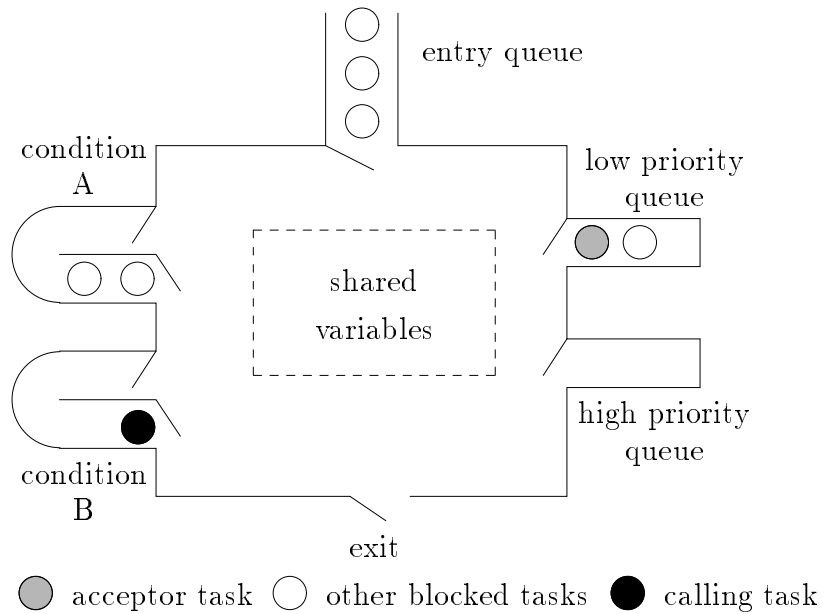 entry queue
condition
A
low priority
queue
shared
variables
high priority
queue
condition
B
exit
acceptor task
other blocked tasks
calling task